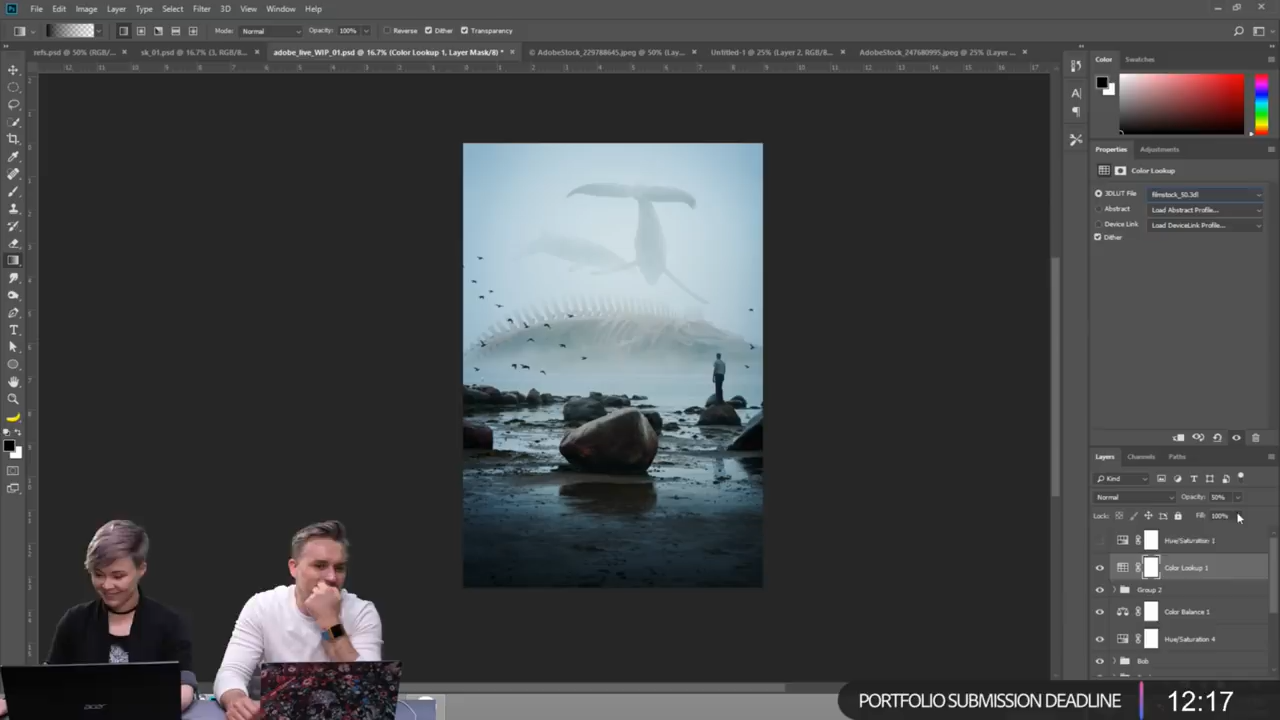 File Edit Image Layer Type Select Filter 3D View Window Help
Mode: Normal Opacity: 100% Reverse Dither Transparency
refs.psd @ 50% (RGB/... × sk_01.psd @ 16.7% (3, RGB/8... × adobe_live_WIP_01.psd @ 16.7% (Color Lookup 1, Layer Mask/8) * × © AdobeStock_229788645.jpeg @ 50% (Lay... × Untitled-1 @ 25% (Layer 2, RGB/8... × AdobeStock_247680995.jpeg @ 25% (Layer ... ×
Color Swatches
Properties Adjustments
Color Lookup
3DLUT File filmstock_50.3dl
Abstract Load Abstract Profile...
Device Link Load DeviceLink Profile...
Dither
Layers Channels Paths
Kind
Normal Opacity: 50%
Lock: Fill: 100%
Hue/Saturation 1
Color Lookup 1
Group 2
Color Balance 1
Hue/Saturation 4
Bob
acer
PORTFOLIO SUBMISSION DEADLINE 12:17